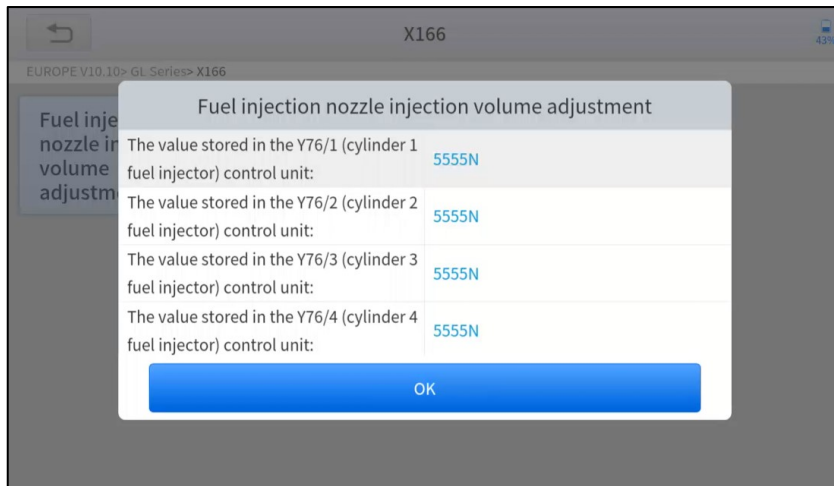 X166
43%
EUROPE V10.10> GL Series> X166
Fuel inje
nozzle in
volume
adjustm
Fuel injection nozzle injection volume adjustment
The value stored in the Y76/1 (cylinder 1
fuel injector) control unit:
5555N
The value stored in the Y76/2 (cylinder 2
fuel injector) control unit:
5555N
The value stored in the Y76/3 (cylinder 3
fuel injector) control unit:
5555N
The value stored in the Y76/4 (cylinder 4
fuel injector) control unit:
5555N
OK